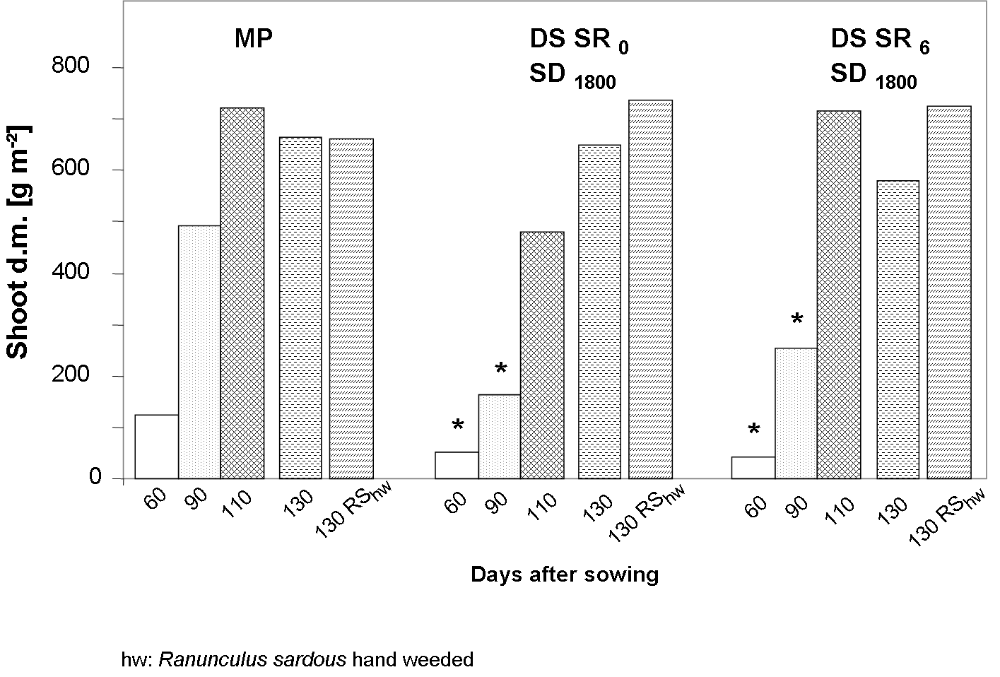 MP
DS SR 0
SD 1800
DS SR 6
SD 1800
Shoot d.m. [g m-²]
800
600
400
200
0
*
*
*
*
60 90 110 130 130 RShw 60 90 110 130 130 RShw 60 90 110 130 130 RShw
Days after sowing
hw: Ranunculus sardous hand weeded